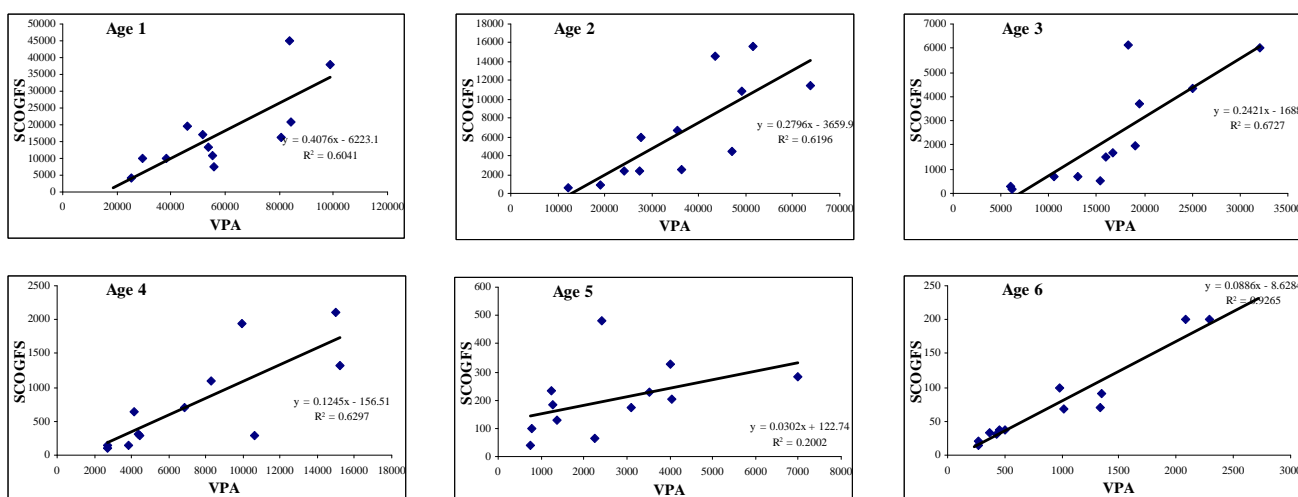 Age 1
SCOGFS
50000
45000
40000
35000
30000
25000
20000
15000
10000
5000
0
y = 0.4076x - 6223.1
R² = 0.6041
0 20000 40000 60000 80000 100000 120000
VPA
Age 2
SCOGFS
16000
14000
12000
10000
8000
6000
4000
2000
0
y = 0.2796x - 3659.9
R² = 0.6196
0 10000 20000 30000 40000 50000 60000 70000
VPA
Age 3
SCOGFS
7000
6000
5000
4000
3000
2000
1000
0
y = 0.2421x - 1688
R² = 0.6727
0 5000 10000 15000 20000 25000 30000 35000
VPA
Age 4
SCOGFS
2500
2000
1500
1000
500
0
y = 0.1245x - 156.51
R² = 0.6297
0 2000 4000 6000 8000 10000 12000 14000 16000 18000
VPA
Age 5
SCOGFS
600
500
400
300
200
100
0
y = 0.0302x + 122.74
R² = 0.2002
0 1000 2000 3000 4000 5000 6000 7000 8000
VPA
Age 6
SCOGFS
250
200
150
100
50
0
y = 0.0886x - 8.6284
R² = 0.9265
0 500 1000 1500 2000 2500 3000
VPA